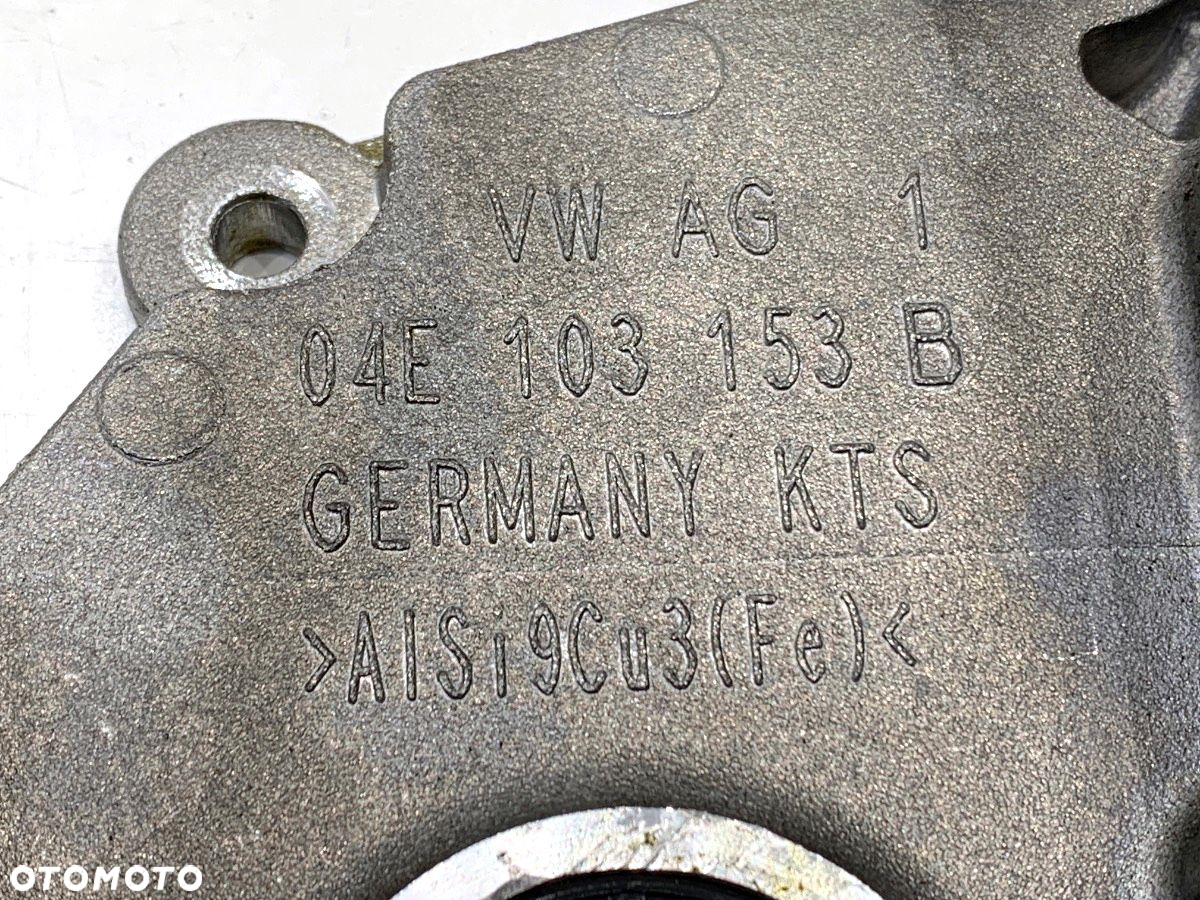 VW AG 1
04E 103 153 B
GERMANY KTS
>AlSi9Cu3(Fe)<
OTOMOTO